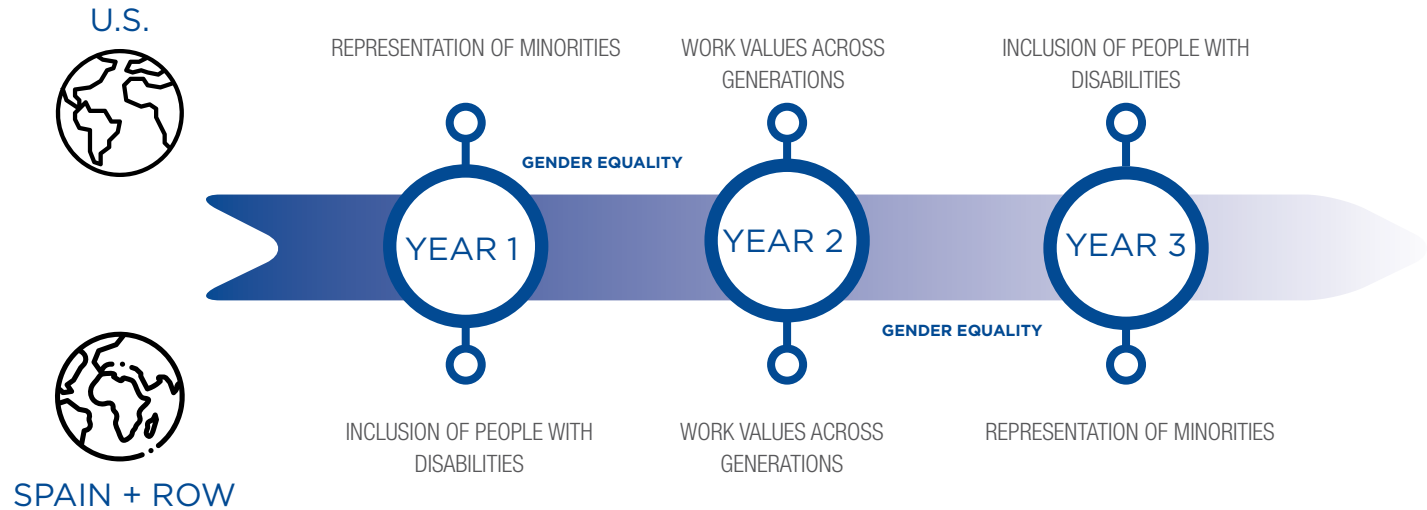 U.S.
REPRESENTATION OF MINORITIES
WORK VALUES ACROSS
GENERATIONS
INCLUSION OF PEOPLE WITH
DISABILITIES
GENDER EQUALITY
YEAR 1
YEAR 2
YEAR 3
GENDER EQUALITY
INCLUSION OF PEOPLE WITH
DISABILITIES
WORK VALUES ACROSS
GENERATIONS
REPRESENTATION OF MINORITIES
SPAIN + ROW